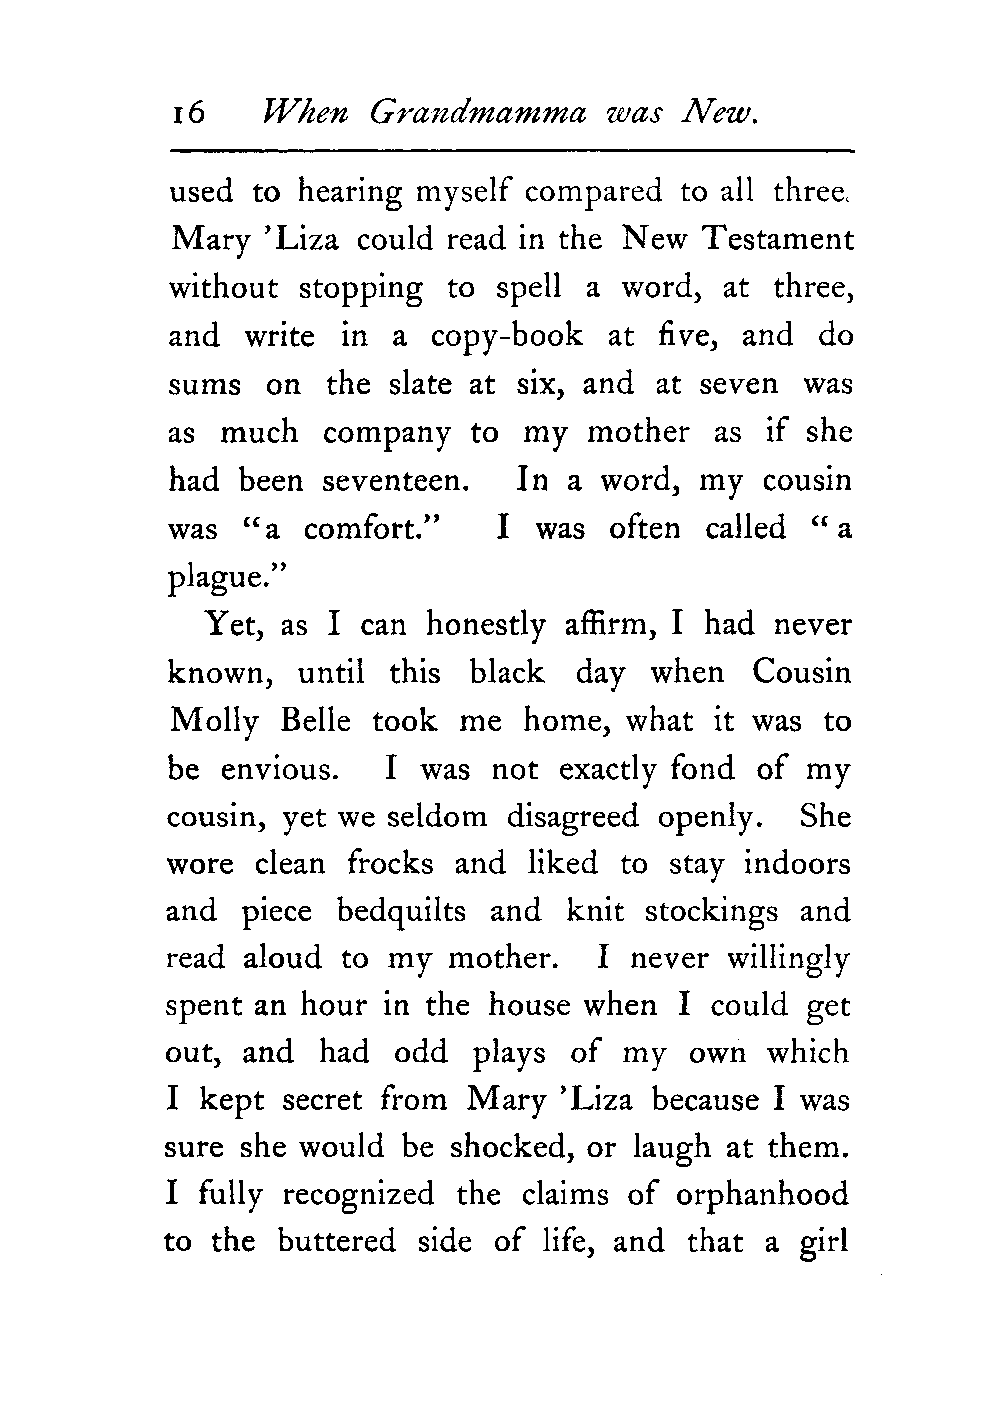 16 When Grandmamma was New.
used to hearing myself compared to all three.
Mary 'Liza could read in the New Testament
without stopping to spell a word, at three,
and write in a copy-book at five, and do
sums on the slate at six, and at seven was
as much company to my mother as if she
had been seventeen. In a word, my cousin
was "a comfort." I was often called "a
plague."
Yet, as I can honestly affirm, I had never
known, until this black day when Cousin
Molly Belle took me home, what it was to
be envious. I was not exactly fond of my
cousin, yet we seldom disagreed openly. She
wore clean frocks and liked to stay indoors
and piece bedquilts and knit stockings and
read aloud to my mother. I never willingly
spent an hour in the house when I could get
out, and had odd plays of my own which
I kept secret from Mary 'Liza because I was
sure she would be shocked, or laugh at them.
I fully recognized the claims of orphanhood
to the buttered side of life, and that a girl